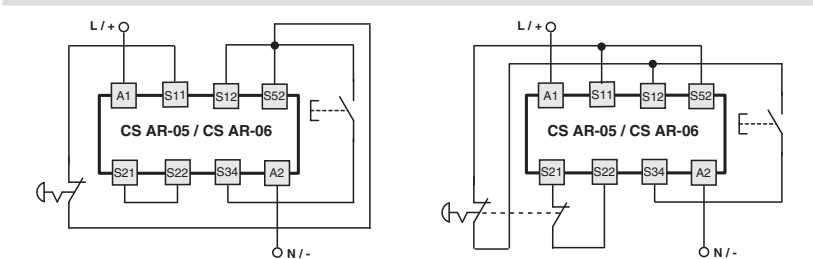 L / +
A1 S11 S12 S52
CS AR-05 / CS AR-06
S21 S22 S34 A2
N / -
L / +
A1 S11 S12 S52
CS AR-05 / CS AR-06
S21 S22 S34 A2
N / -